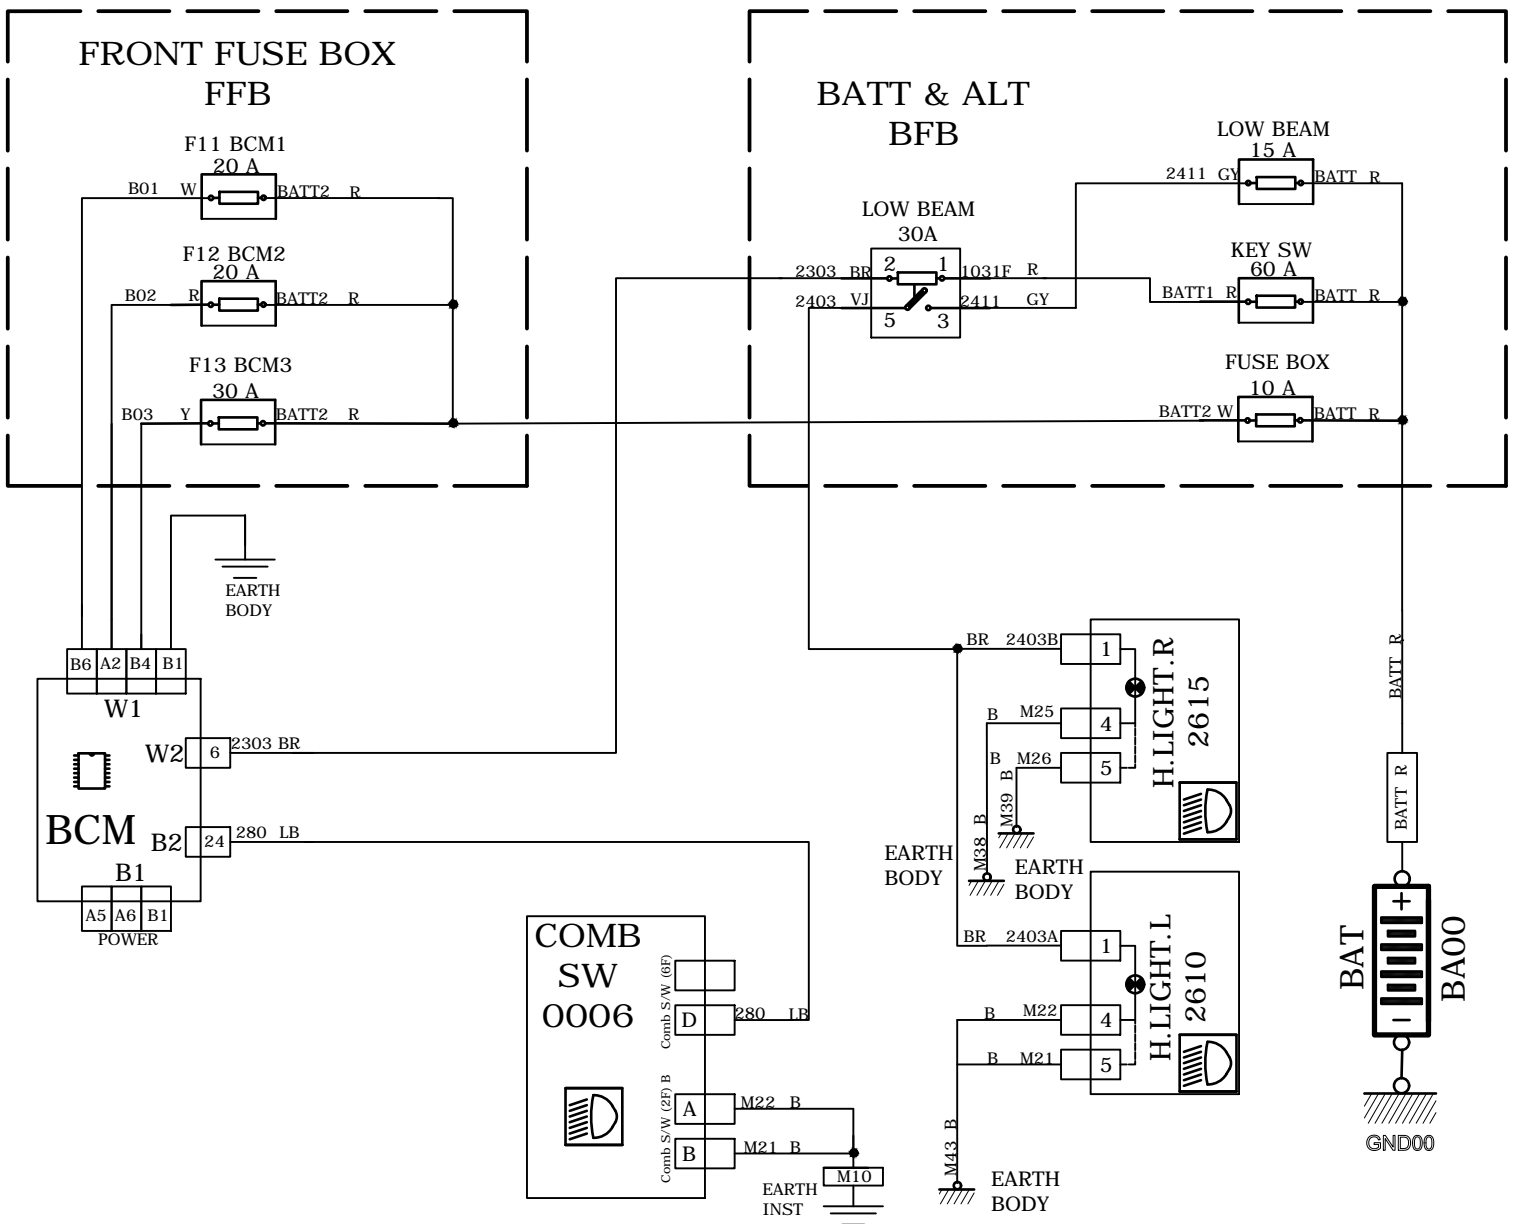 FRONT FUSE BOX
FFB
F11 BCM1
20 A
B01 W
BATT2 R
F12 BCM2
20 A
B02 R
BATT2 R
F13 BCM3
30 A
B03 Y
BATT2 R
BATT & ALT
BFB
LOW BEAM
15 A
2411 GY
BATT R
LOW BEAM
30A
2303 BR
2 1
1031F R
2403 VJ
5 3
2411 GY
KEY SW
60 A
BATT1 R
BATT R
FUSE BOX
10 A
BATT2 W
BATT R
EARTH
BODY
B6 A2 B4 B1
W1
W2 6 2303 BR
BCM
B2 24 280 LB
B1
A5 A6 B1
POWER
COMB
SW
0006
Comb S/W (6F)
D 280 LB
Comb S/W (2F) B
A M22 B
B M21 B
M10
EARTH
INST
BR 2403B 1
B M25 4
B M26 5
M38 B
M39 B
H.LIGHT.R
2615
EARTH
BODY
EARTH
BODY
BR 2403A 1
B M22 4
B M21 5
M43 B
H.LIGHT.L
2610
EARTH
BODY
BATT R
BATT R
+
BAT
BA00
−
GND00